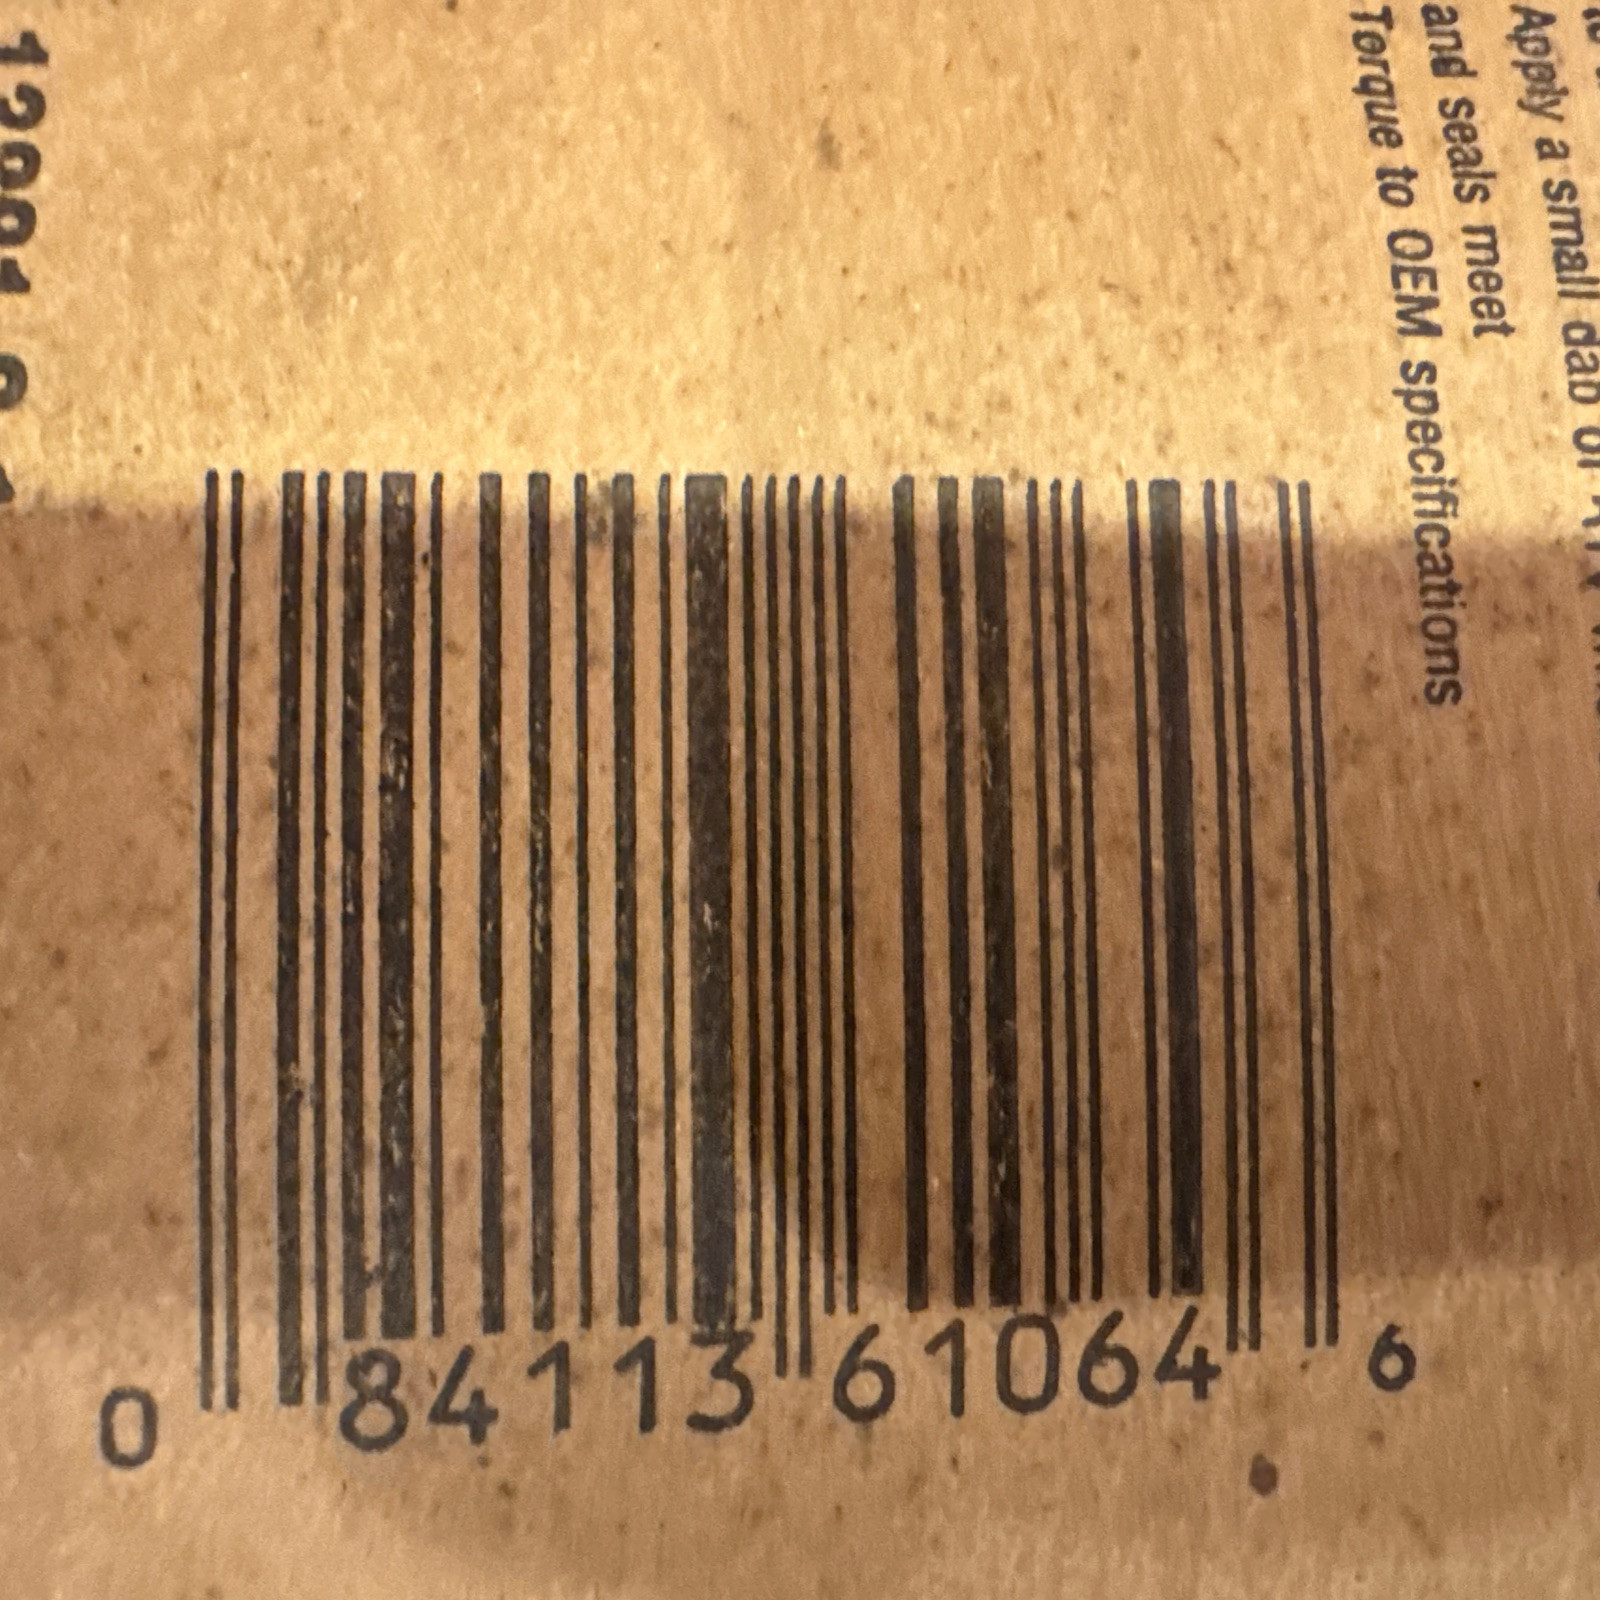 Apply a small dab of
and seals meet
Torque to OEM specifications
0 84113 61064 6